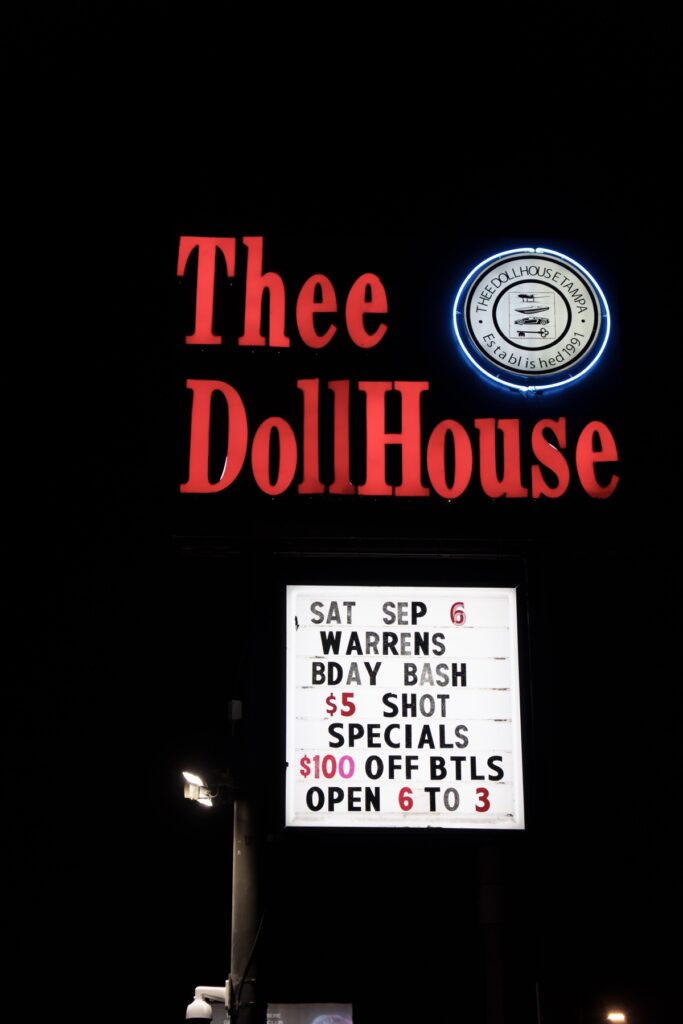 Thee
DollHouse
THEE DOLLHOUSE TAMPA
Established 1991
SAT SEP 6
WARRENS
BDAY BASH
$5 SHOT
SPECIALS
$100 OFF BTLS
OPEN 6 TO 3